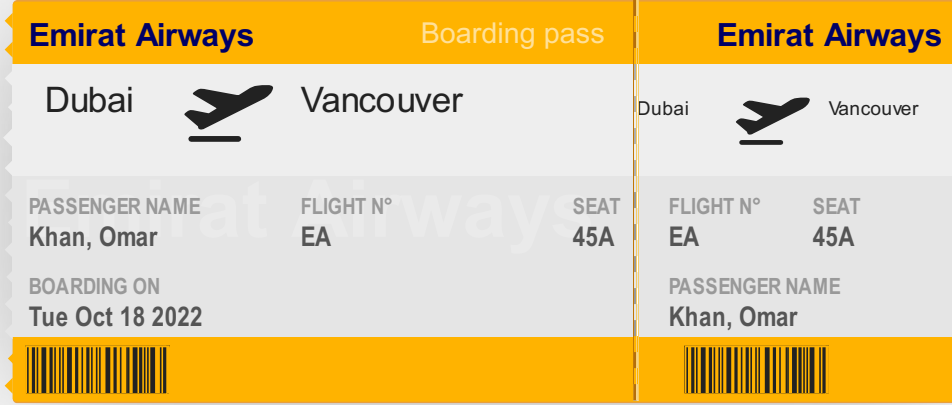 Emirat Airways
Boarding pass
Dubai
Vancouver
Emirat Airways
PASSENGER NAME
FLIGHT N°
SEAT
Khan, Omar
EA
45A
BOARDING ON
Tue Oct 18 2022
Emirat Airways
Dubai
Vancouver
FLIGHT N°
SEAT
EA
45A
PASSENGER NAME
Khan, Omar